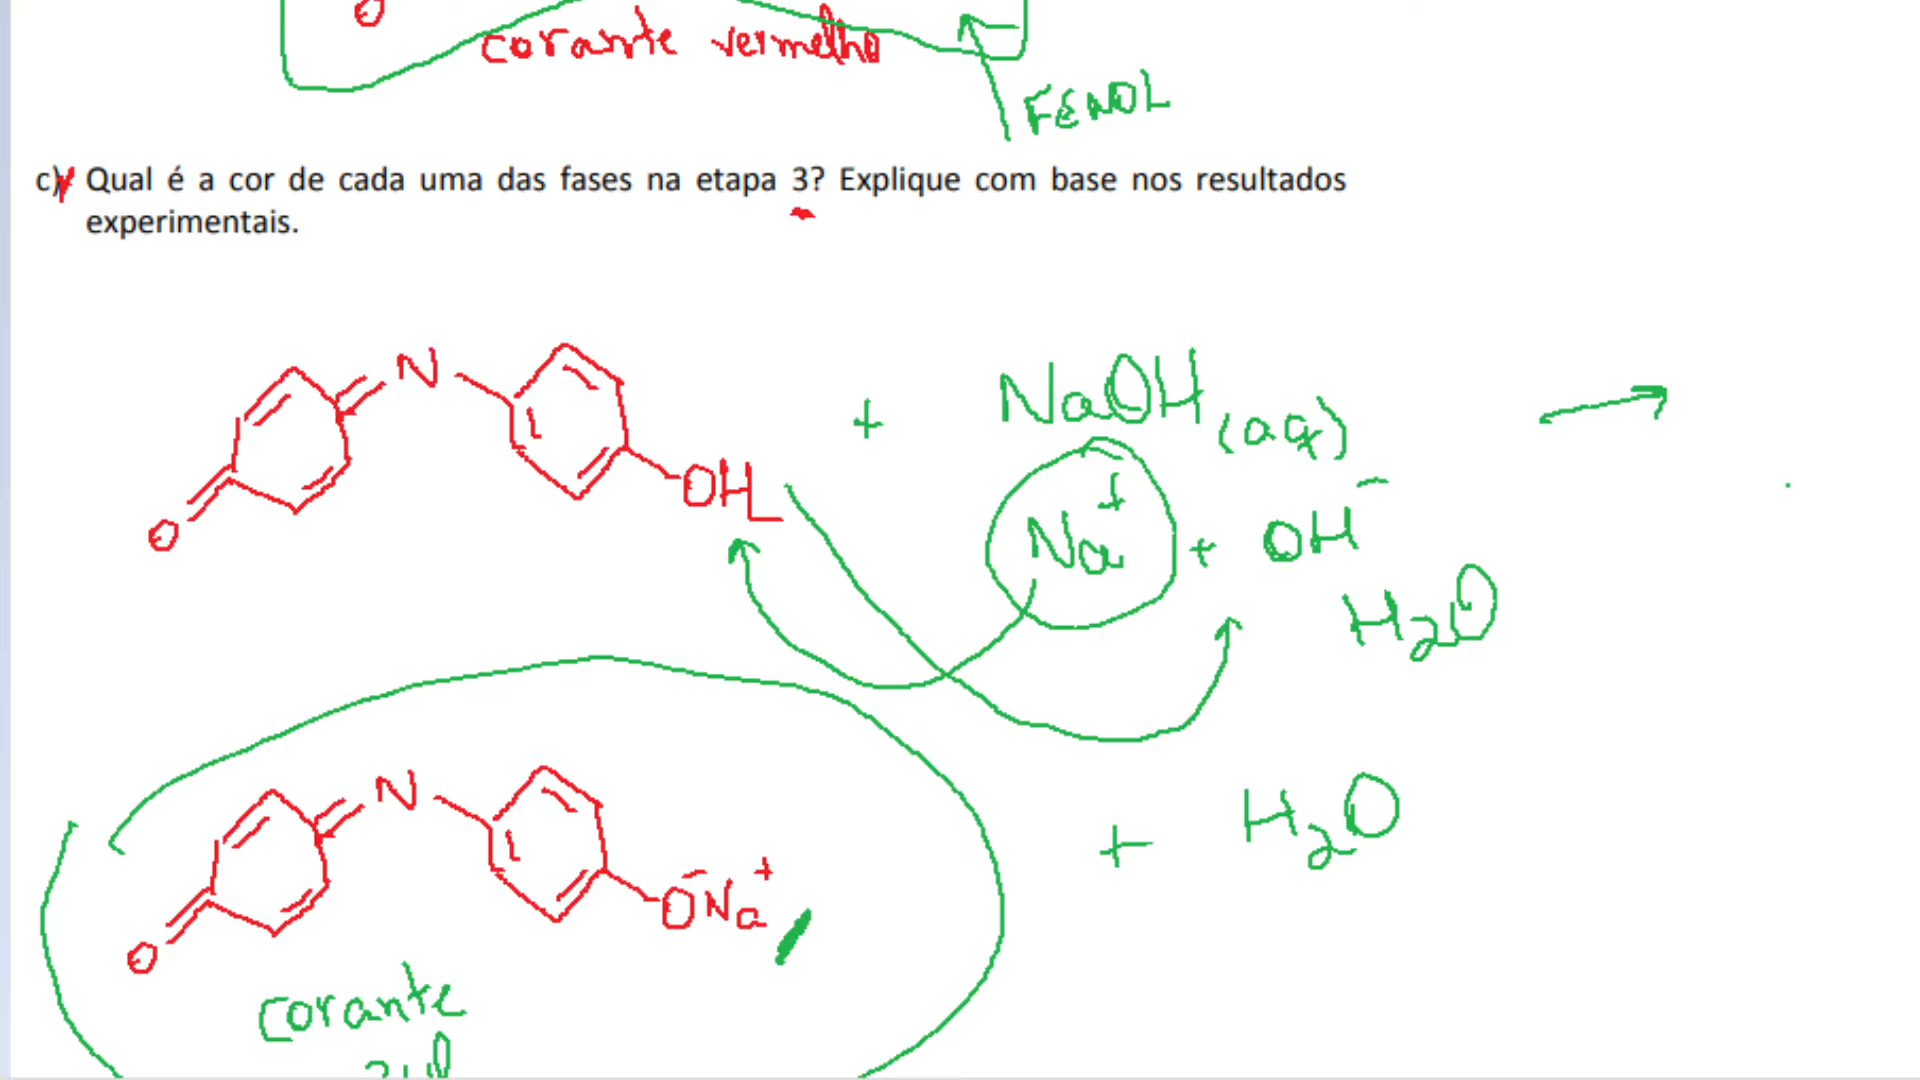 O
corante vermelho
FENOL
c) Qual é a cor de cada uma das fases na etapa 3? Explique com base nos resultados
experimentais.
N
O
OH
+ NaOH(aq)
Na⁺ + OH⁻
H₂O
N
O
O⁻Na⁺
+ H₂O
corante
azul